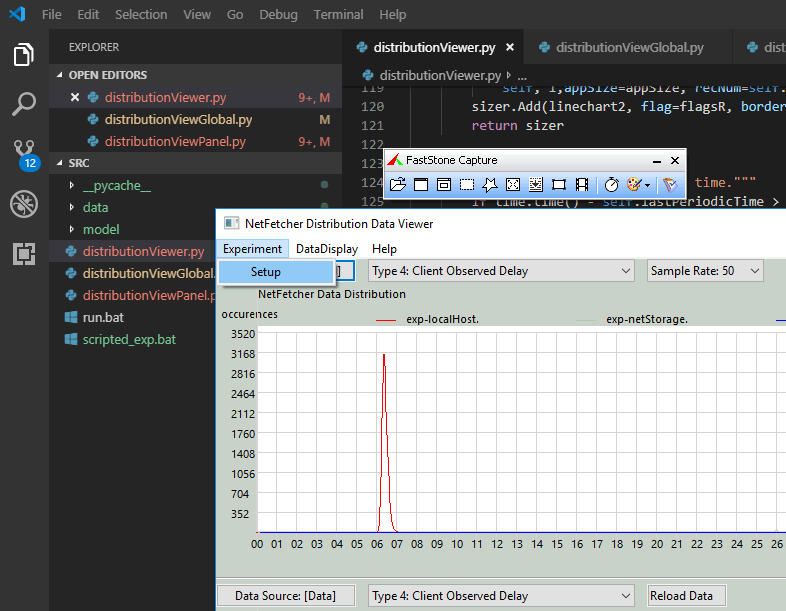 File Edit Selection View Go Debug Terminal Help
EXPLORER
distributionViewer.py
distributionViewGlobal.py
OPEN EDITORS
distributionViewer.py ...
distributionViewer.py 9+, M
distributionViewGlobal.py M
distributionViewPanel.py 9+, M
119 self, 1,appSize=appSize, recNum=self.
120 sizer.Add(linechart2, flag=flagsR, border
121 return sizer
122
123
124 time."""
125 if time.time() - self.lastPeriodicTime >
FastStone Capture
12
SRC
__pycache__
data
model
distributionViewer.py
distributionViewGlobal.
distributionViewPanel.p
run.bat
scripted_exp.bat
NetFetcher Distribution Data Viewer
Experiment DataDisplay Help
Setup
] Type 4: Client Observed Delay Sample Rate: 50
NetFetcher Data Distribution
occurences
exp-localHost. exp-netStorage.
3520
3168
2816
2464
2112
1760
1408
1056
704
352
00 01 02 03 04 05 06 07 08 09 10 11 12 13 14 15 16 17 18 19 20 21 22 23 24 25 26
Data Source: [Data] Type 4: Client Observed Delay Reload Data